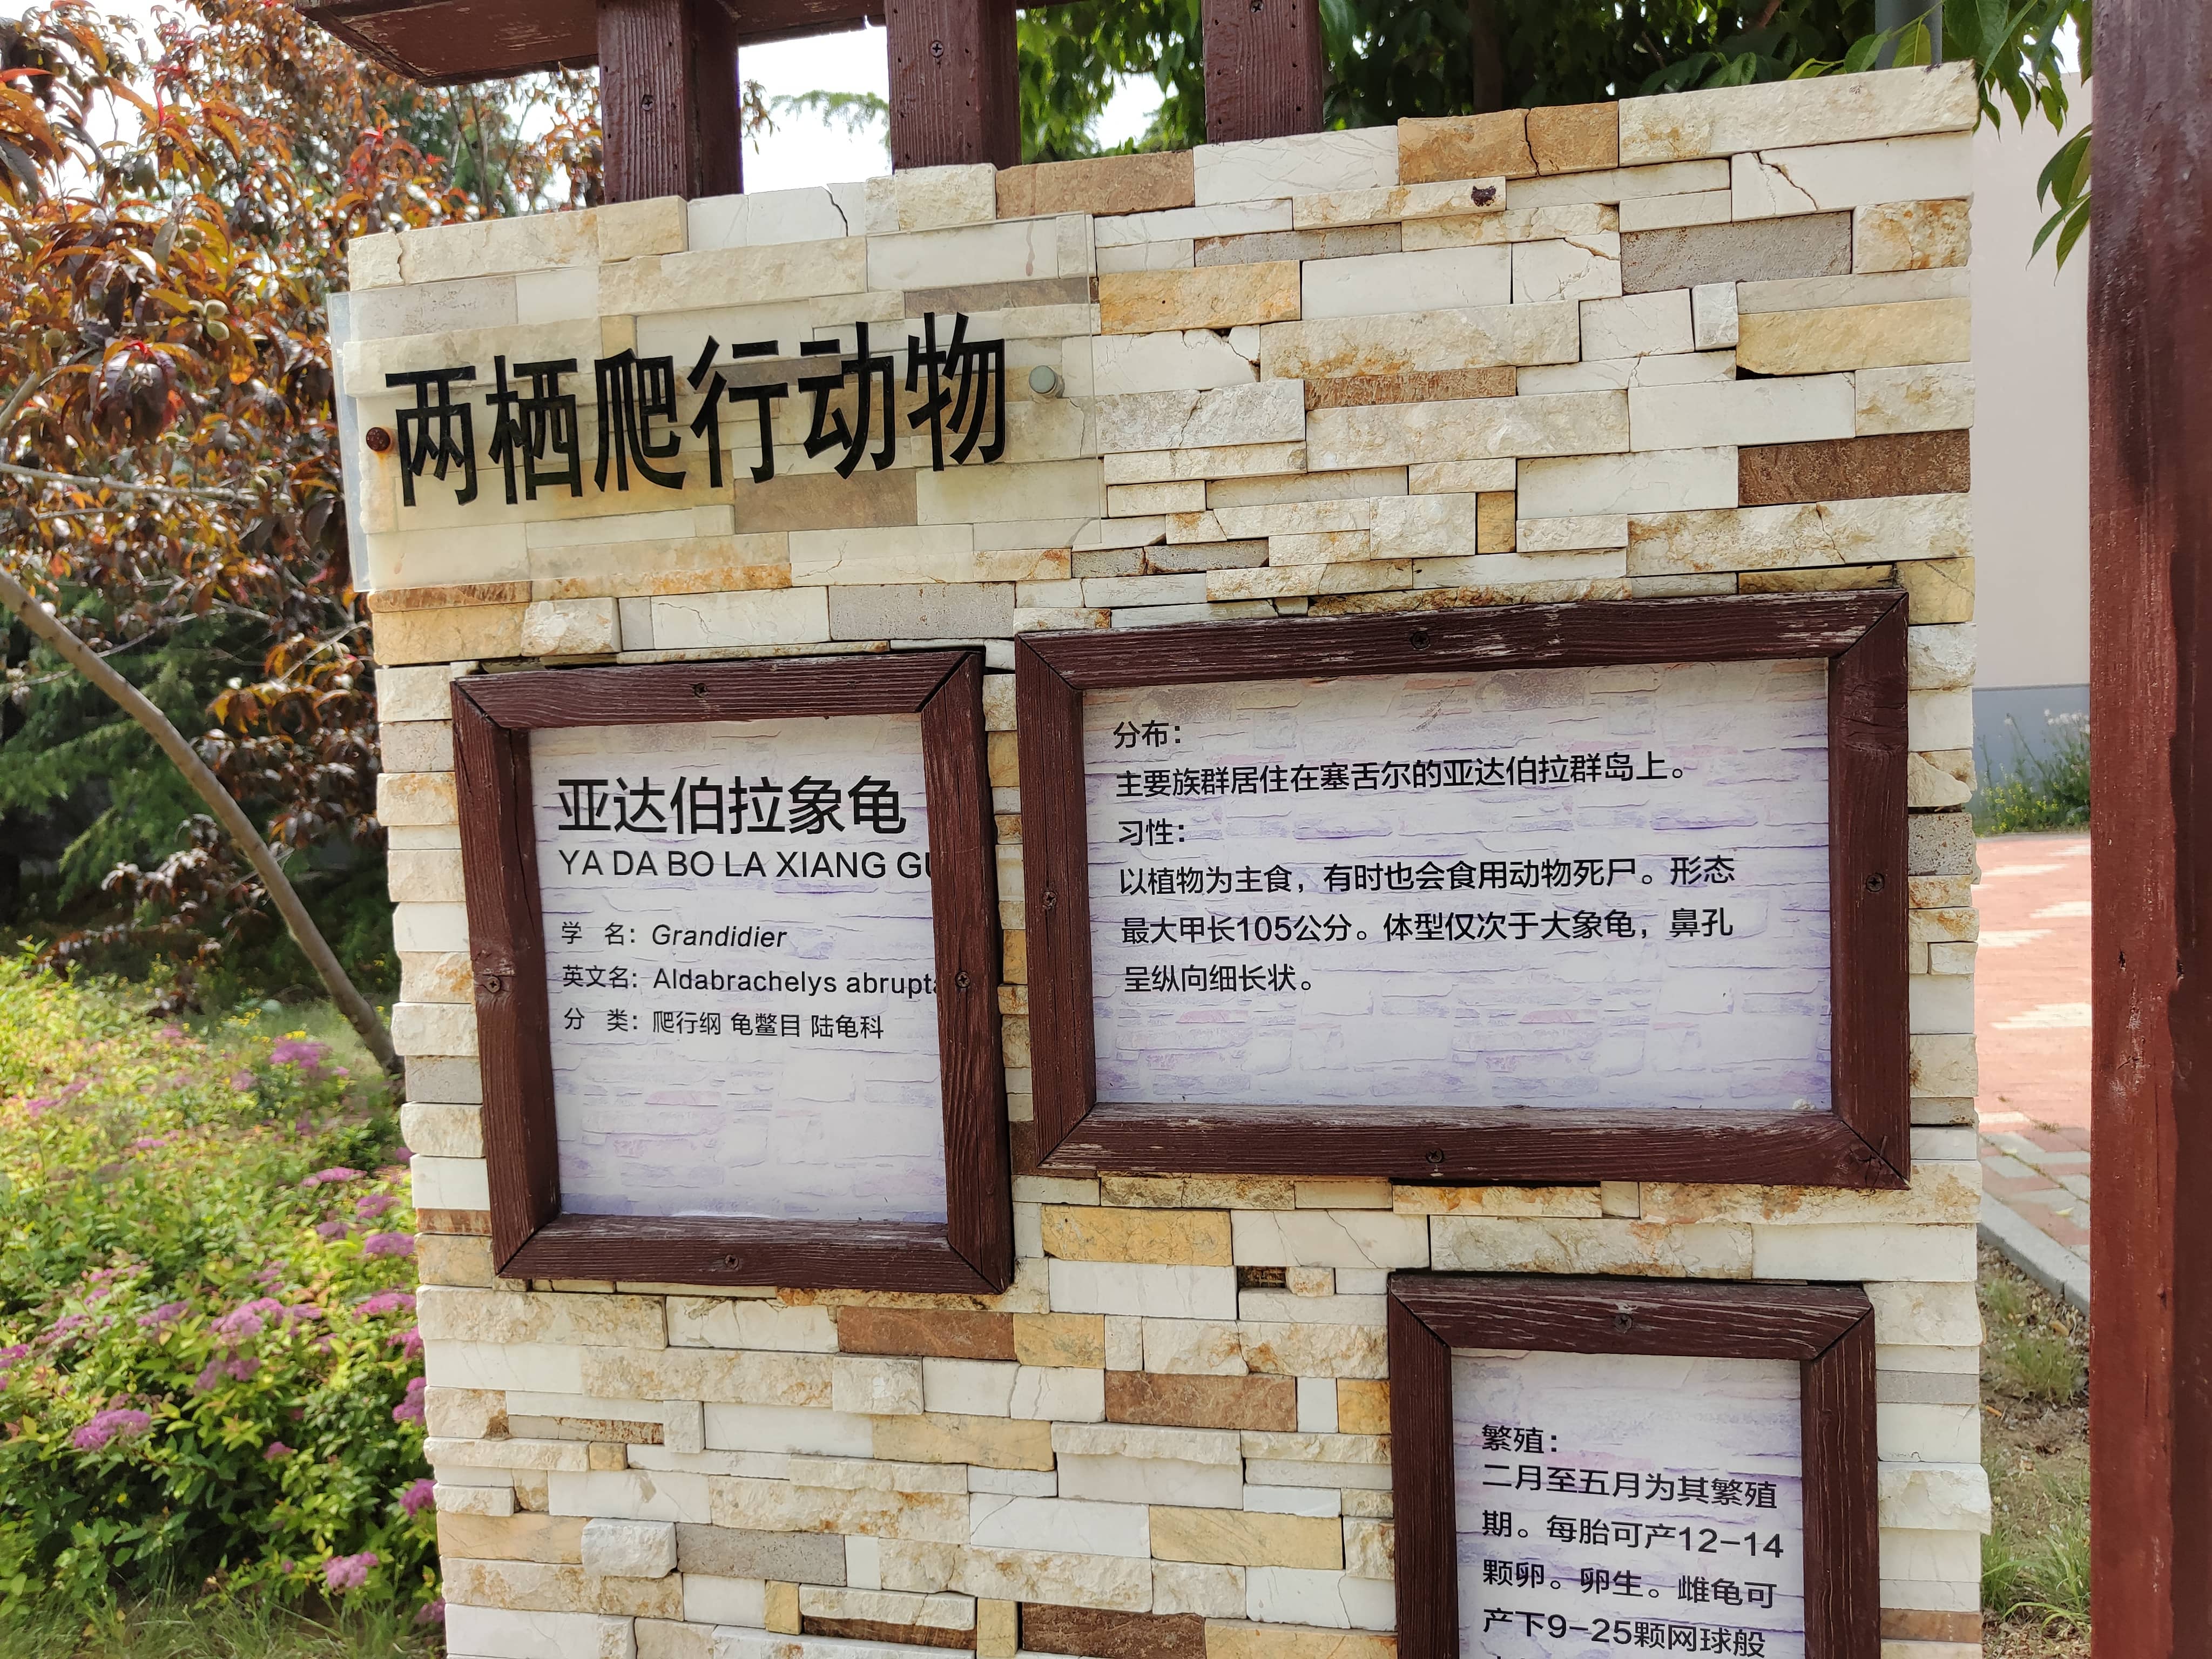 两栖爬行动物
亚达伯拉象龟
YA DA BO LA XIANG
学 名：Grandidier
英文名：Aldabrachelys
分 类：爬行纲 龟鳖目 陆龟科
分布：
主要族群居住在塞舌尔的亚达伯拉群岛上。
习性：
以植物为主食，有时也会食用动物死尸。形态
最大甲长105公分。体型仅次于大象龟，鼻孔
呈纵向细长状。
繁殖：
二月至五月为其繁殖
期。每胎可产12-14
颗卵。卵生。雌龟可
产下9-25颗网球般